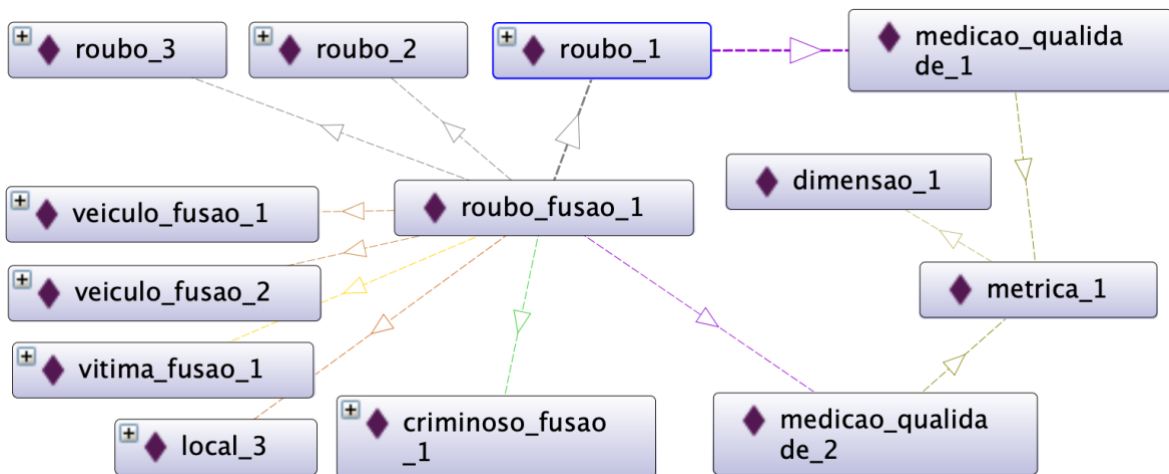 roubo_3
roubo_2
roubo_1
medicao_qualida
de_1
dimensao_1
veiculo_fusao_1
roubo_fusao_1
veiculo_fusao_2
metrica_1
vitima_fusao_1
local_3
criminoso_fusao
_1
medicao_qualida
de_2